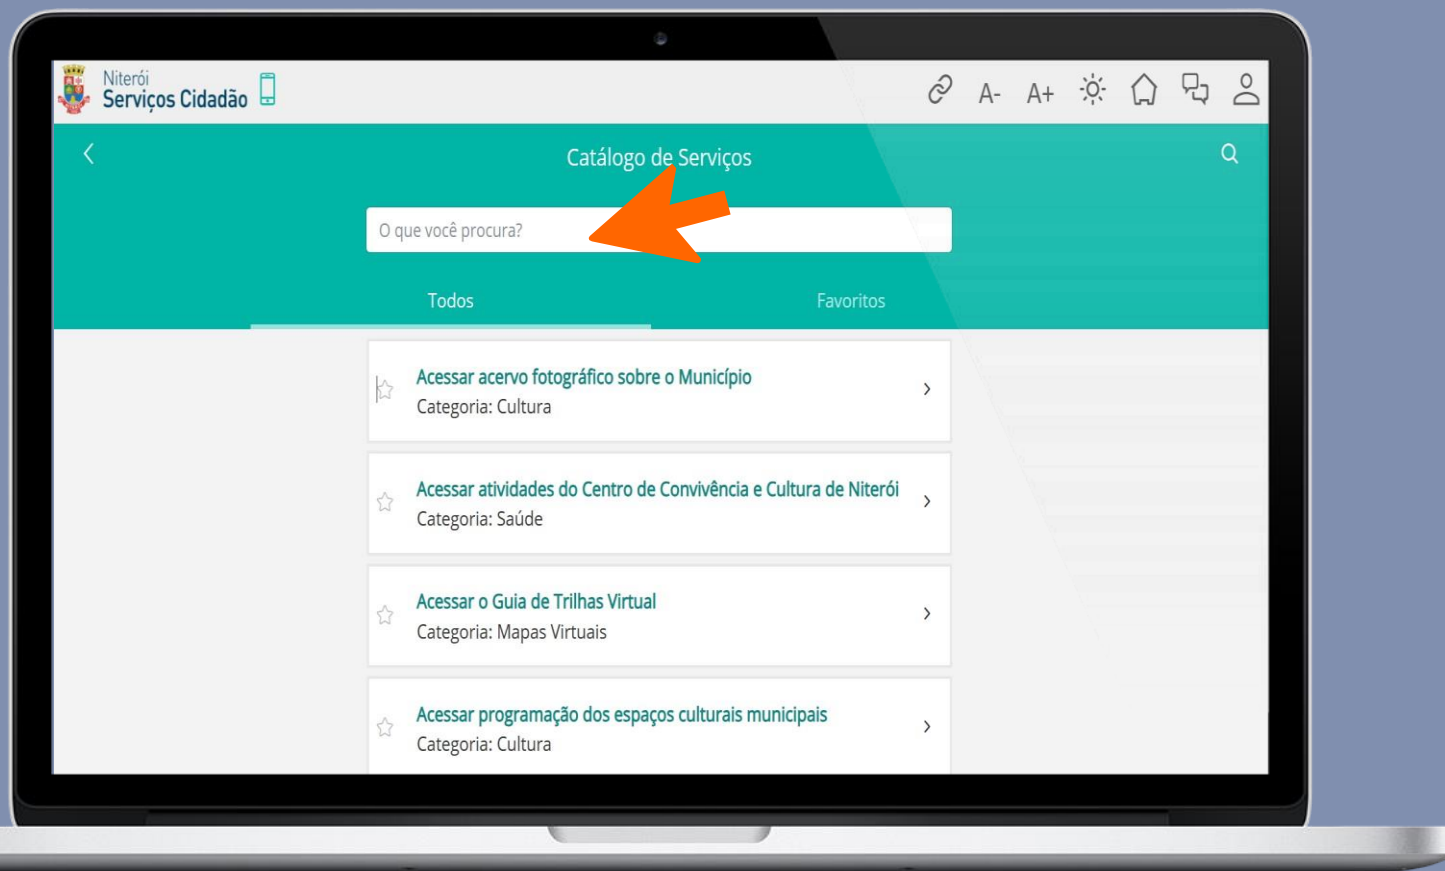 Niterói
Serviços Cidadão
A- A+
Catálogo de Serviços
O que você procura?
Todos Favoritos
Acessar acervo fotográfico sobre o Município
Categoria: Cultura
Acessar atividades do Centro de Convivência e Cultura de Niterói
Categoria: Saúde
Acessar o Guia de Trilhas Virtual
Categoria: Mapas Virtuais
Acessar programação dos espaços culturais municipais
Categoria: Cultura